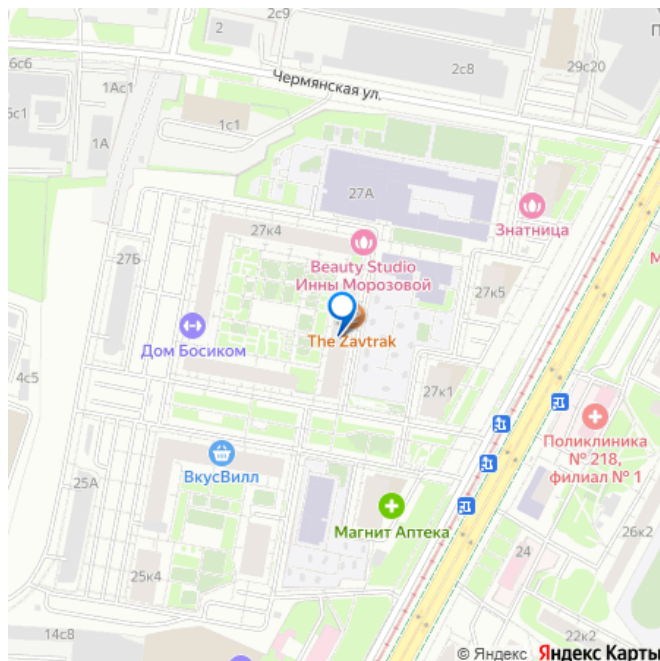 2с9
2
6с6
1Ас1
2с8
29с20
Чермянская ул.
6с1
1с1
1А
27А
Знатница
27к4
27Б
Beauty Studio
Инны Морозовой
27к5
The Zavtrak
Дом Босиком
4с5
27к1
Поликлиника
№ 218,
филиал № 1
ВкусВилл
25А
Магнит Аптека
26к2
24
25к4
14с8
22к2
© Яндекс Яндекс Карты